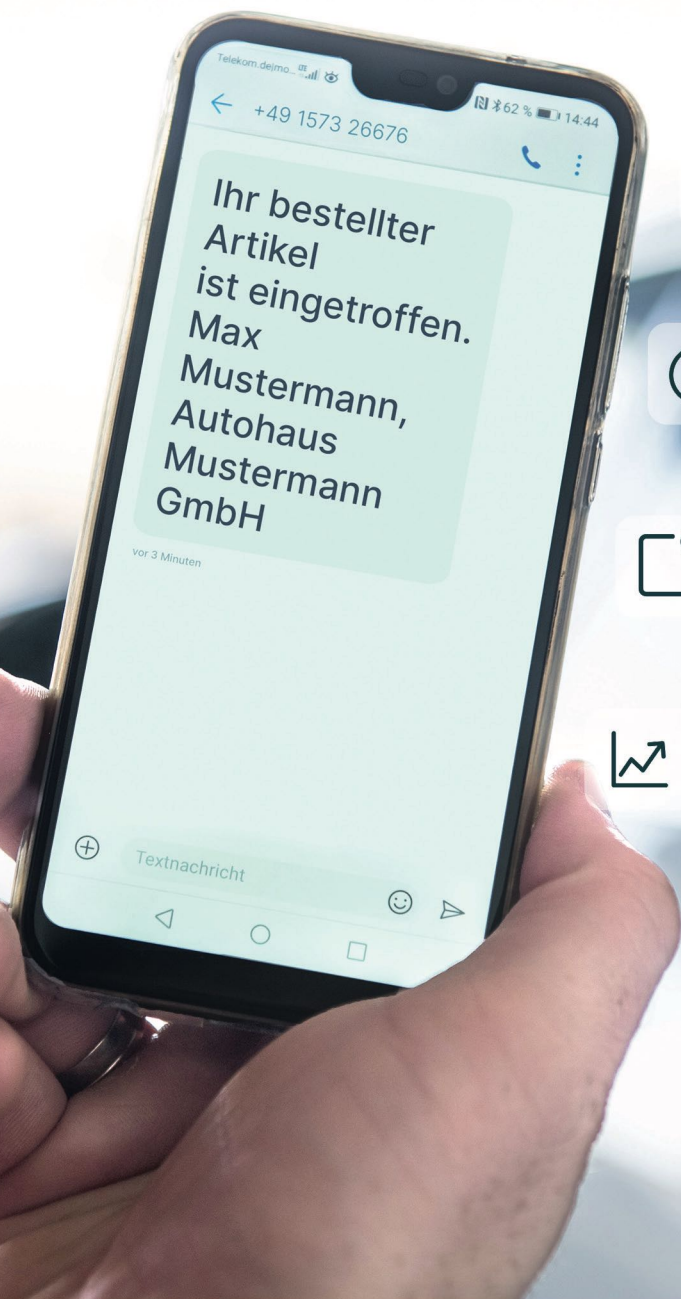 Telekom.de|mo...
62 % 14:44
+49 1573 26676
Ihr bestellter
Artikel
ist eingetroffen.
Max
Mustermann,
Autohaus
Mustermann
GmbH
vor 3 Minuten
Textnachricht